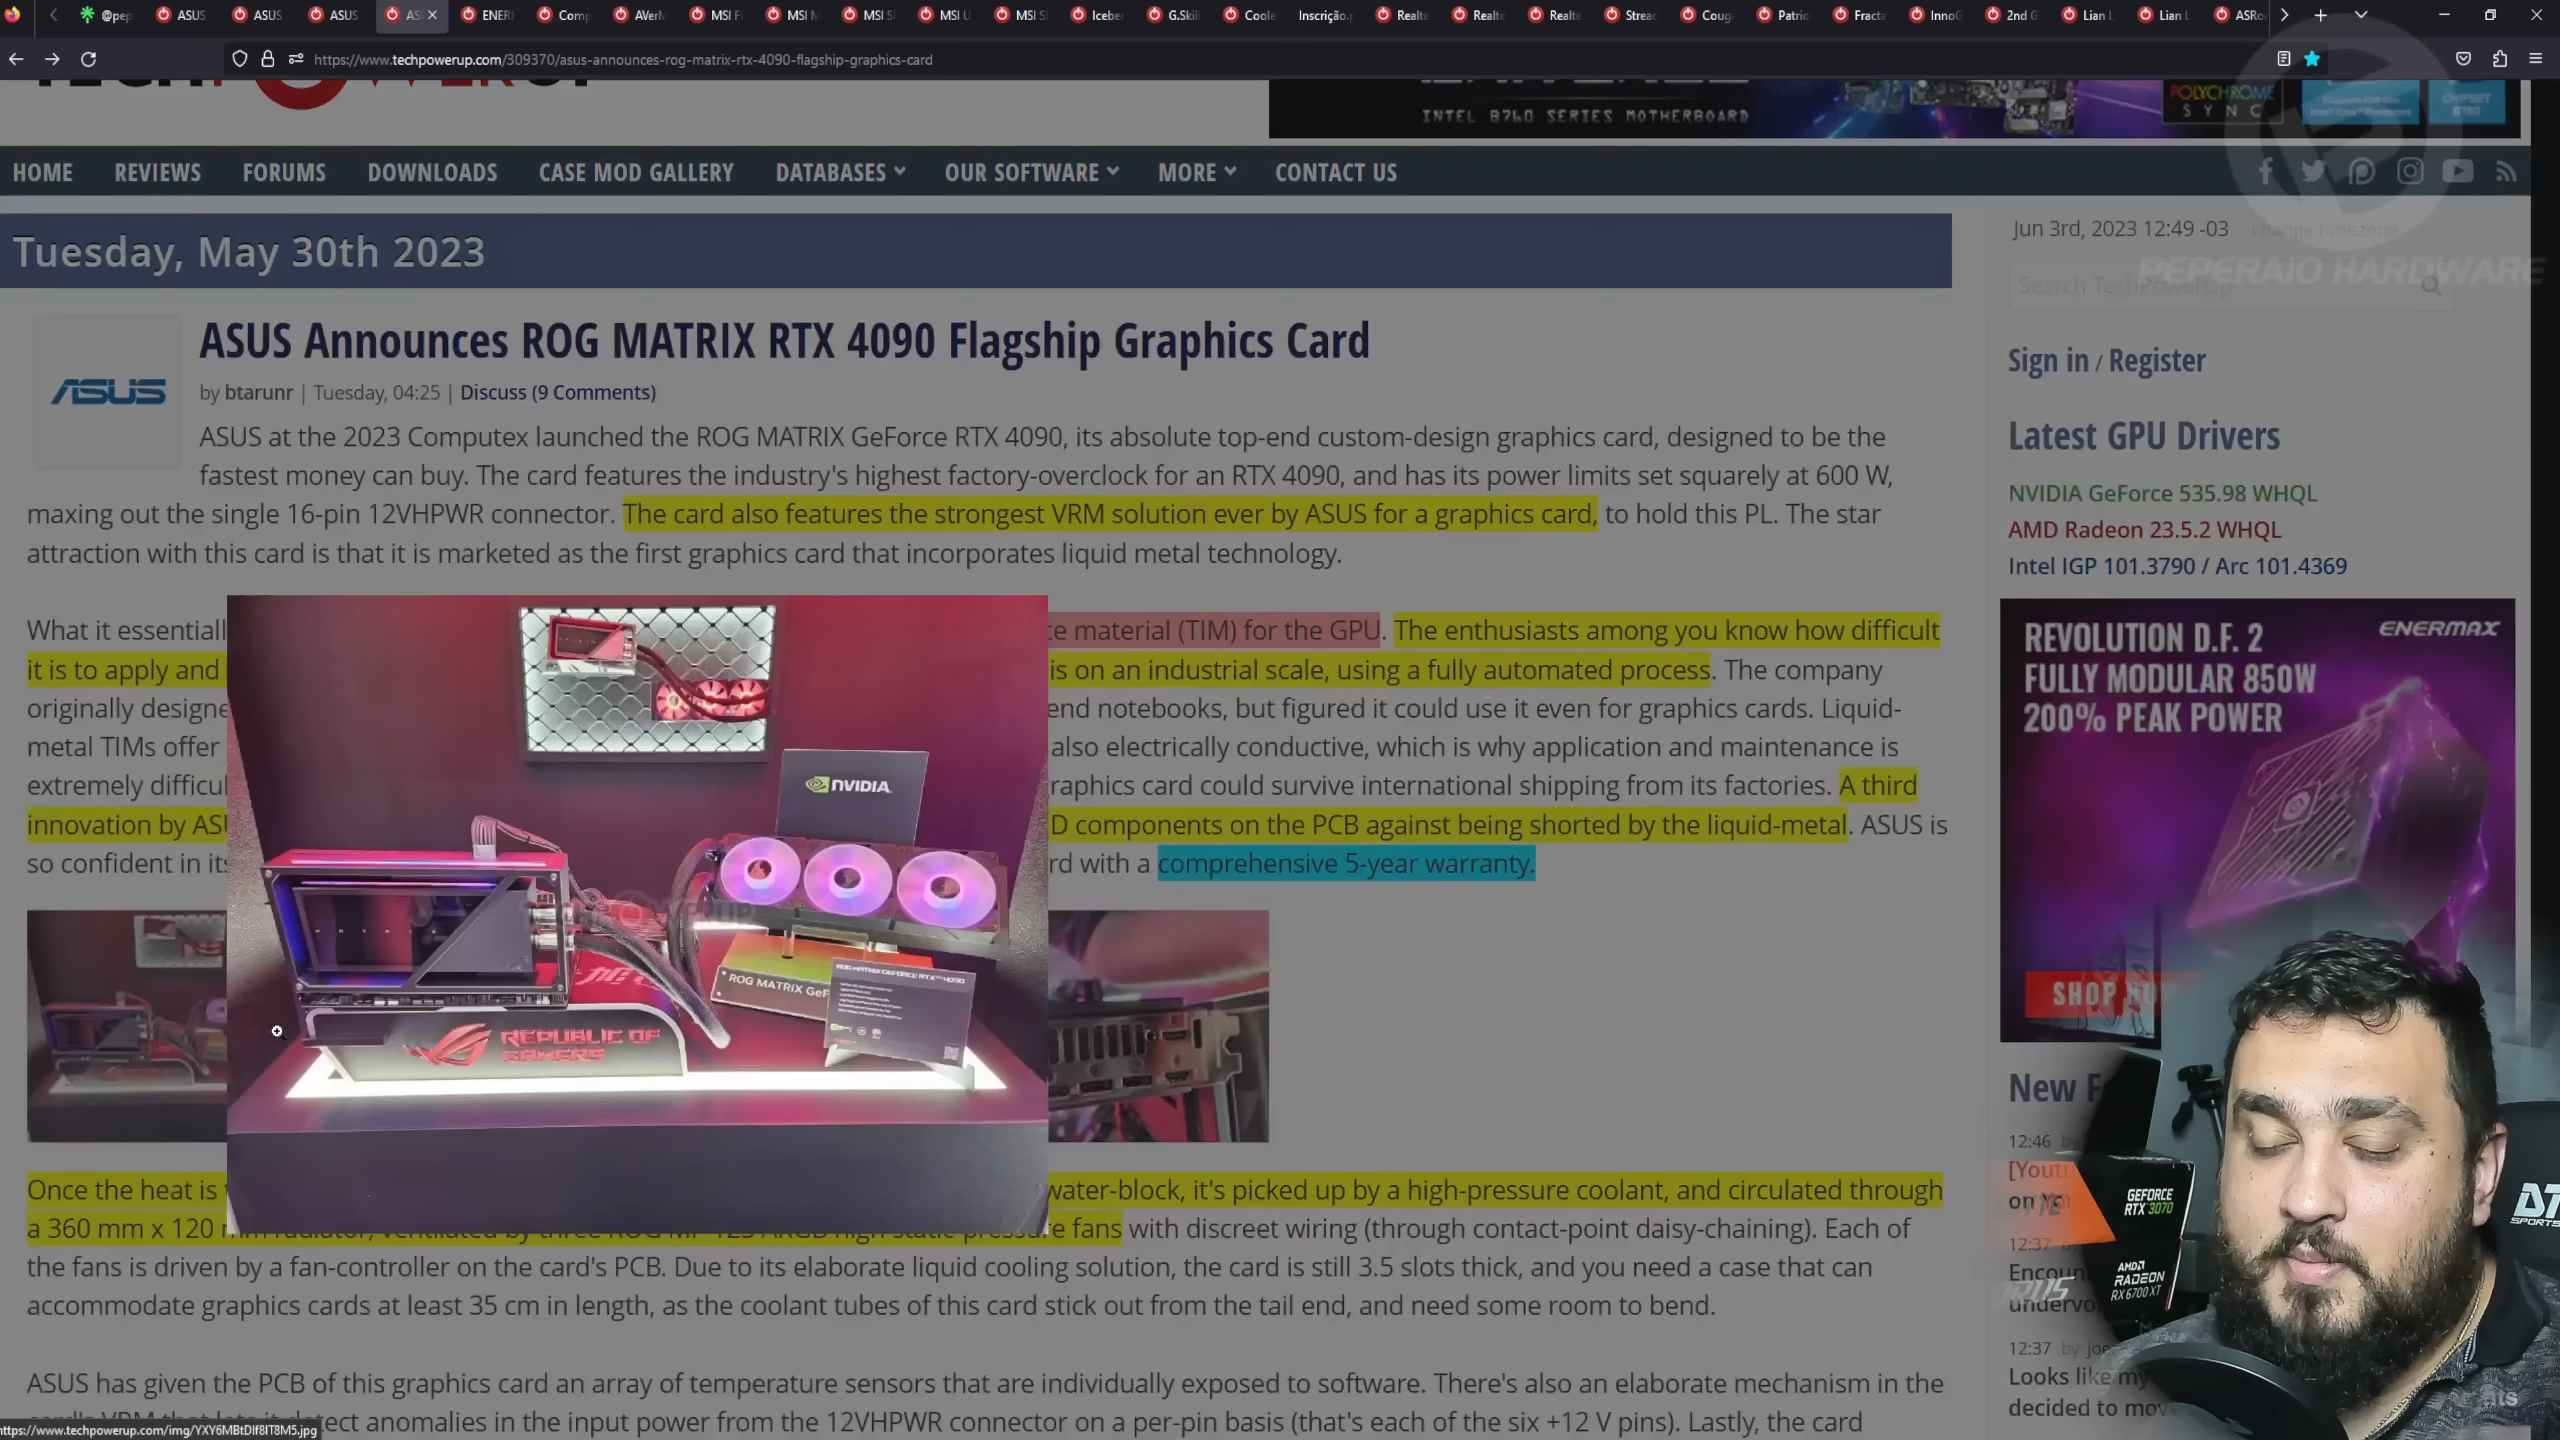 @pep
ASUS
ASUS
ASUS
AS
ENER
Comp
AVerM
MSI F
MSI M
MSI S
MSI U
MSI S
Iceber
G.Skil
Coole
Inscrição
Realte
Realte
Realte
Strea
Coug
Patrio
Fracta
InnoG
2nd G
Lian L
Lian L
ASRo
https://www.techpowerup.com/309370/asus-announces-rog-matrix-rtx-4090-flagship-graphics-card
INTEL B760 SERIES MOTHERBOARD
POLYCHROME
SYNC
HOME
REVIEWS
FORUMS
DOWNLOADS
CASE MOD GALLERY
DATABASES
OUR SOFTWARE
MORE
CONTACT US
Tuesday, May 30th 2023
Jun 3rd, 2023 12:49 -03 change timezone
PEPERAIO HARDWARE
Search TechPowerUp
ASUS
ASUS Announces ROG MATRIX RTX 4090 Flagship Graphics Card
by btarunr | Tuesday, 04:25 | Discuss (9 Comments)
ASUS at the 2023 Computex launched the ROG MATRIX GeForce RTX 4090, its absolute top-end custom-design graphics card, designed to be the
fastest money can buy. The card features the industry's highest factory-overclock for an RTX 4090, and has its power limits set squarely at 600 W,
maxing out the single 16-pin 12VHPWR connector. The card also features the strongest VRM solution ever by ASUS for a graphics card, to hold this PL. The star
attraction with this card is that it is marketed as the first graphics card that incorporates liquid metal technology.
What it essentiall
e material (TIM) for the GPU. The enthusiasts among you know how difficult
it is to apply and
is on an industrial scale, using a fully automated process. The company
originally designe
end notebooks, but figured it could use it even for graphics cards. Liquid-
metal TIMs offer
also electrically conductive, which is why application and maintenance is
extremely difficul
raphics card could survive international shipping from its factories. A third
innovation by AS
D components on the PCB against being shorted by the liquid-metal. ASUS is
so confident in its
rd with a comprehensive 5-year warranty.
NVIDIA
ROG MATRIX GeF
ROG MATRIX GEFORCE RTX™ 4090
REPUBLIC OF
GAMERS
Once the heat is
water-block, it's picked up by a high-pressure coolant, and circulated through
a 360 mm x 120 mm radiator, ventilated by three ROG MF-12S ARGB high static-pressure fans with discreet wiring (through contact-point daisy-chaining). Each of
the fans is driven by a fan-controller on the card's PCB. Due to its elaborate liquid cooling solution, the card is still 3.5 slots thick, and you need a case that can
accommodate graphics cards at least 35 cm in length, as the coolant tubes of this card stick out from the tail end, and need some room to bend.
ASUS has given the PCB of this graphics card an array of temperature sensors that are individually exposed to software. There's also an elaborate mechanism in the
card's VRM that lets it detect anomalies in the input power from the 12VHPWR connector on a per-pin basis (that's each of the six +12 V pins). Lastly, the card
https://www.techpowerup.com/img/YXY6MBtDlf8lT8M5.jpg
Sign in / Register
Latest GPU Drivers
NVIDIA GeForce 535.98 WHQL
AMD Radeon 23.5.2 WHQL
Intel IGP 101.3790 / Arc 101.4369
REVOLUTION D.F. 2
FULLY MODULAR 850W
200% PEAK POWER
ENERMAX
SHOP NO
New F
12:46 b
[Yout
on Y
12:37
Encoun
undervo
12:37 by joe
Looks like my
decided to mov
GEFORCE
RTX 3070
AMD
RADEON
RX 6700 XT
DT
SPORTS